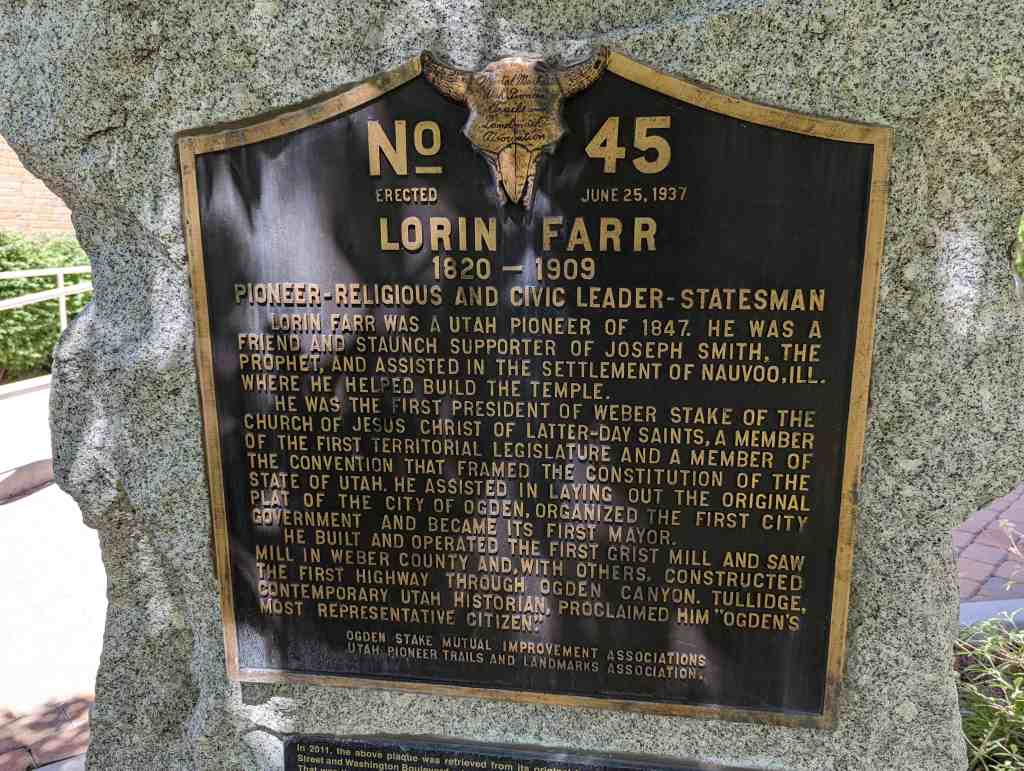 No 45
ERECTED JUNE 25, 1937
LORIN FARR
1820 - 1909
PIONEER-RELIGIOUS AND CIVIC LEADER-STATESMAN
LORIN FARR WAS A UTAH PIONEER OF 1847. HE WAS A
FRIEND AND STAUNCH SUPPORTER OF JOSEPH SMITH, THE
PROPHET, AND ASSISTED IN THE SETTLEMENT OF NAUVOO, ILL.
WHERE HE HELPED BUILD THE TEMPLE.
HE WAS THE FIRST PRESIDENT OF WEBER STAKE OF THE
CHURCH OF JESUS CHRIST OF LATTER-DAY SAINTS, A MEMBER
OF THE FIRST TERRITORIAL LEGISLATURE AND A MEMBER OF
THE CONVENTION THAT FRAMED THE CONSTITUTION OF THE
STATE OF UTAH. HE ASSISTED IN LAYING OUT THE ORIGINAL
PLAT OF THE CITY OF OGDEN, ORGANIZED THE FIRST CITY
GOVERNMENT AND BECAME ITS FIRST MAYOR.
HE BUILT AND OPERATED THE FIRST GRIST MILL AND SAW
MILL IN WEBER COUNTY AND, WITH OTHERS, CONSTRUCTED
THE FIRST HIGHWAY THROUGH OGDEN CANYON. TULLIDGE,
CONTEMPORARY UTAH HISTORIAN, PROCLAIMED HIM "OGDEN'S
MOST REPRESENTATIVE CITIZEN."
OGDEN STAKE MUTUAL IMPROVEMENT ASSOCIATIONS
UTAH PIONEER TRAILS AND LANDMARKS ASSOCIATION.
In 2011, the above plaque was retrieved from its
Street and Washington